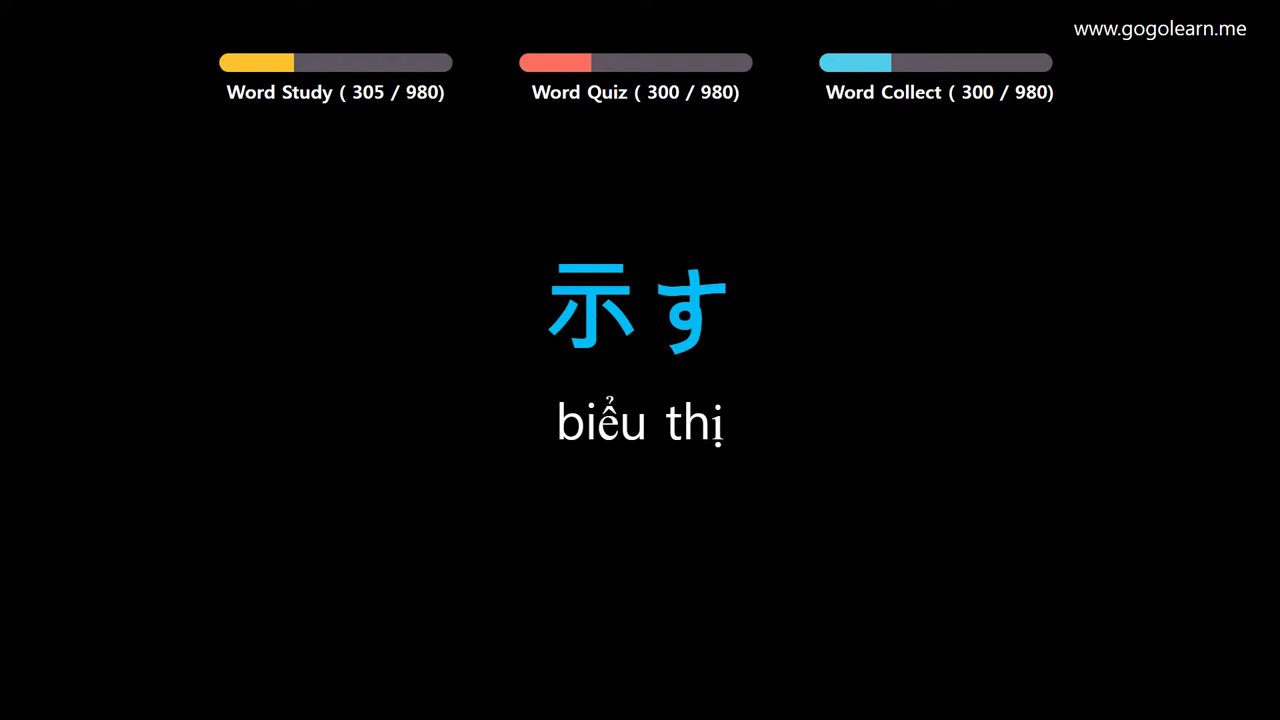 www.gogolearn.me
Word Study ( 305 / 980)
Word Quiz ( 300 / 980)
Word Collect ( 300 / 980)
示す
biểu thị